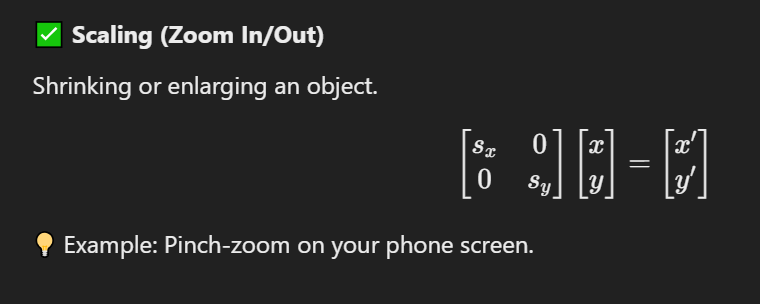 ✅ Scaling (Zoom In/Out)
Shrinking or enlarging an object.
[s_x 0; 0 s_y] [x; y] = [x′; y′]
💡 Example: Pinch-zoom on your phone screen.